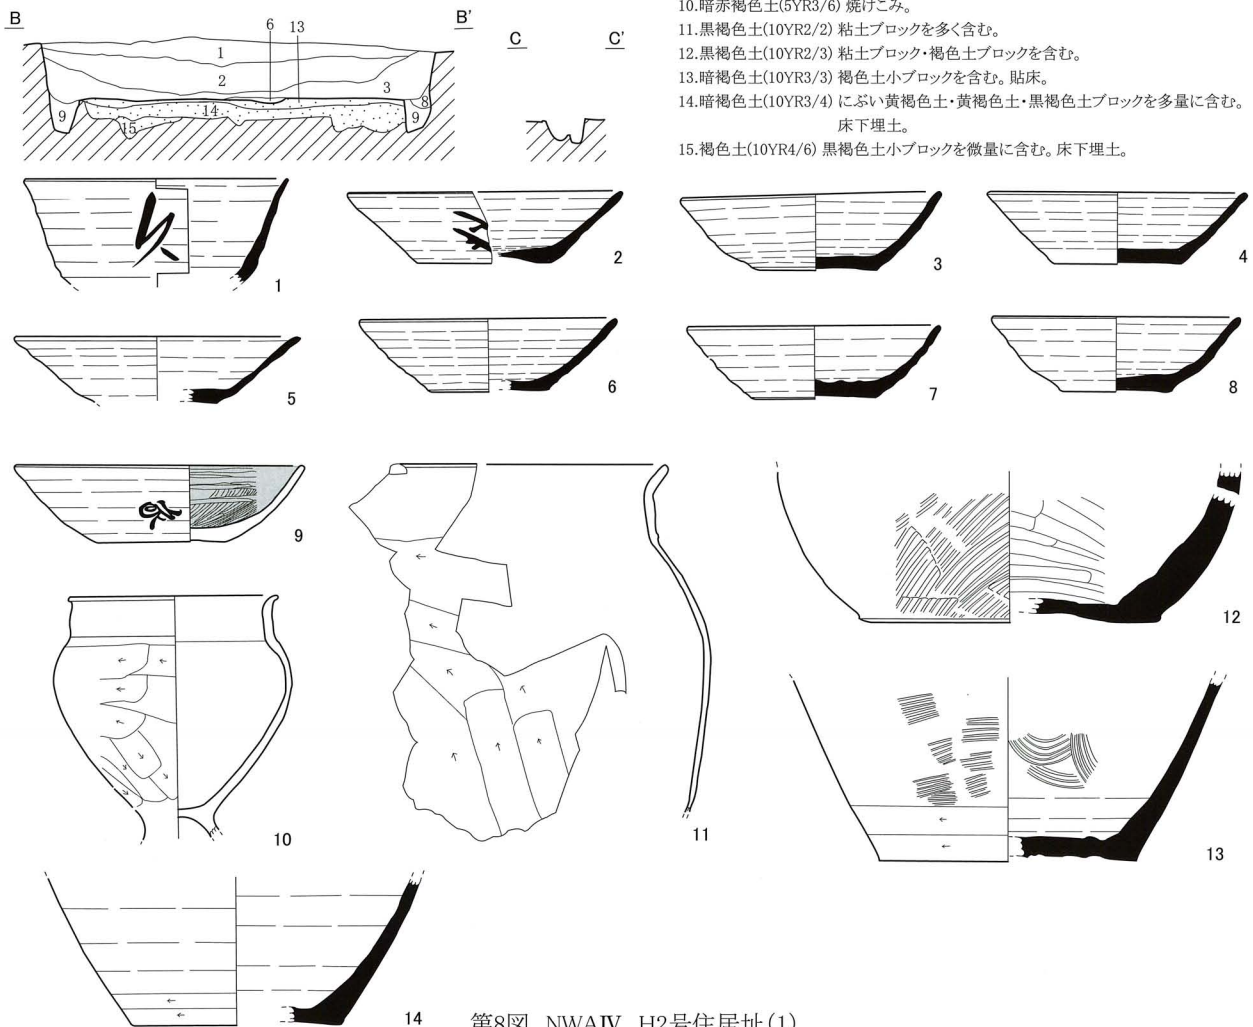 B B'
6 13
1
2
3
8
9 14 9
15
C C'
10.暗赤褐色土(5YR3/6) 焼けこみ。
11.黒褐色土(10YR2/2) 粘土ブロックを多く含む。
12.黒褐色土(10YR2/3) 粘土ブロック・褐色土ブロックを含む。
13.暗褐色土(10YR3/3) 褐色土小ブロックを含む。貼床。
14.暗褐色土(10YR3/4) にぶい黄褐色土・黄褐色土・黒褐色土ブロックを多量に含む。
床下埋土。
15.褐色土(10YR4/6) 黒褐色土小ブロックを微量に含む。床下埋土。
1
2
3
4
5
6
7
8
9
10
11
12
13
14
第8図 NWAⅣ H2号住居址(1)